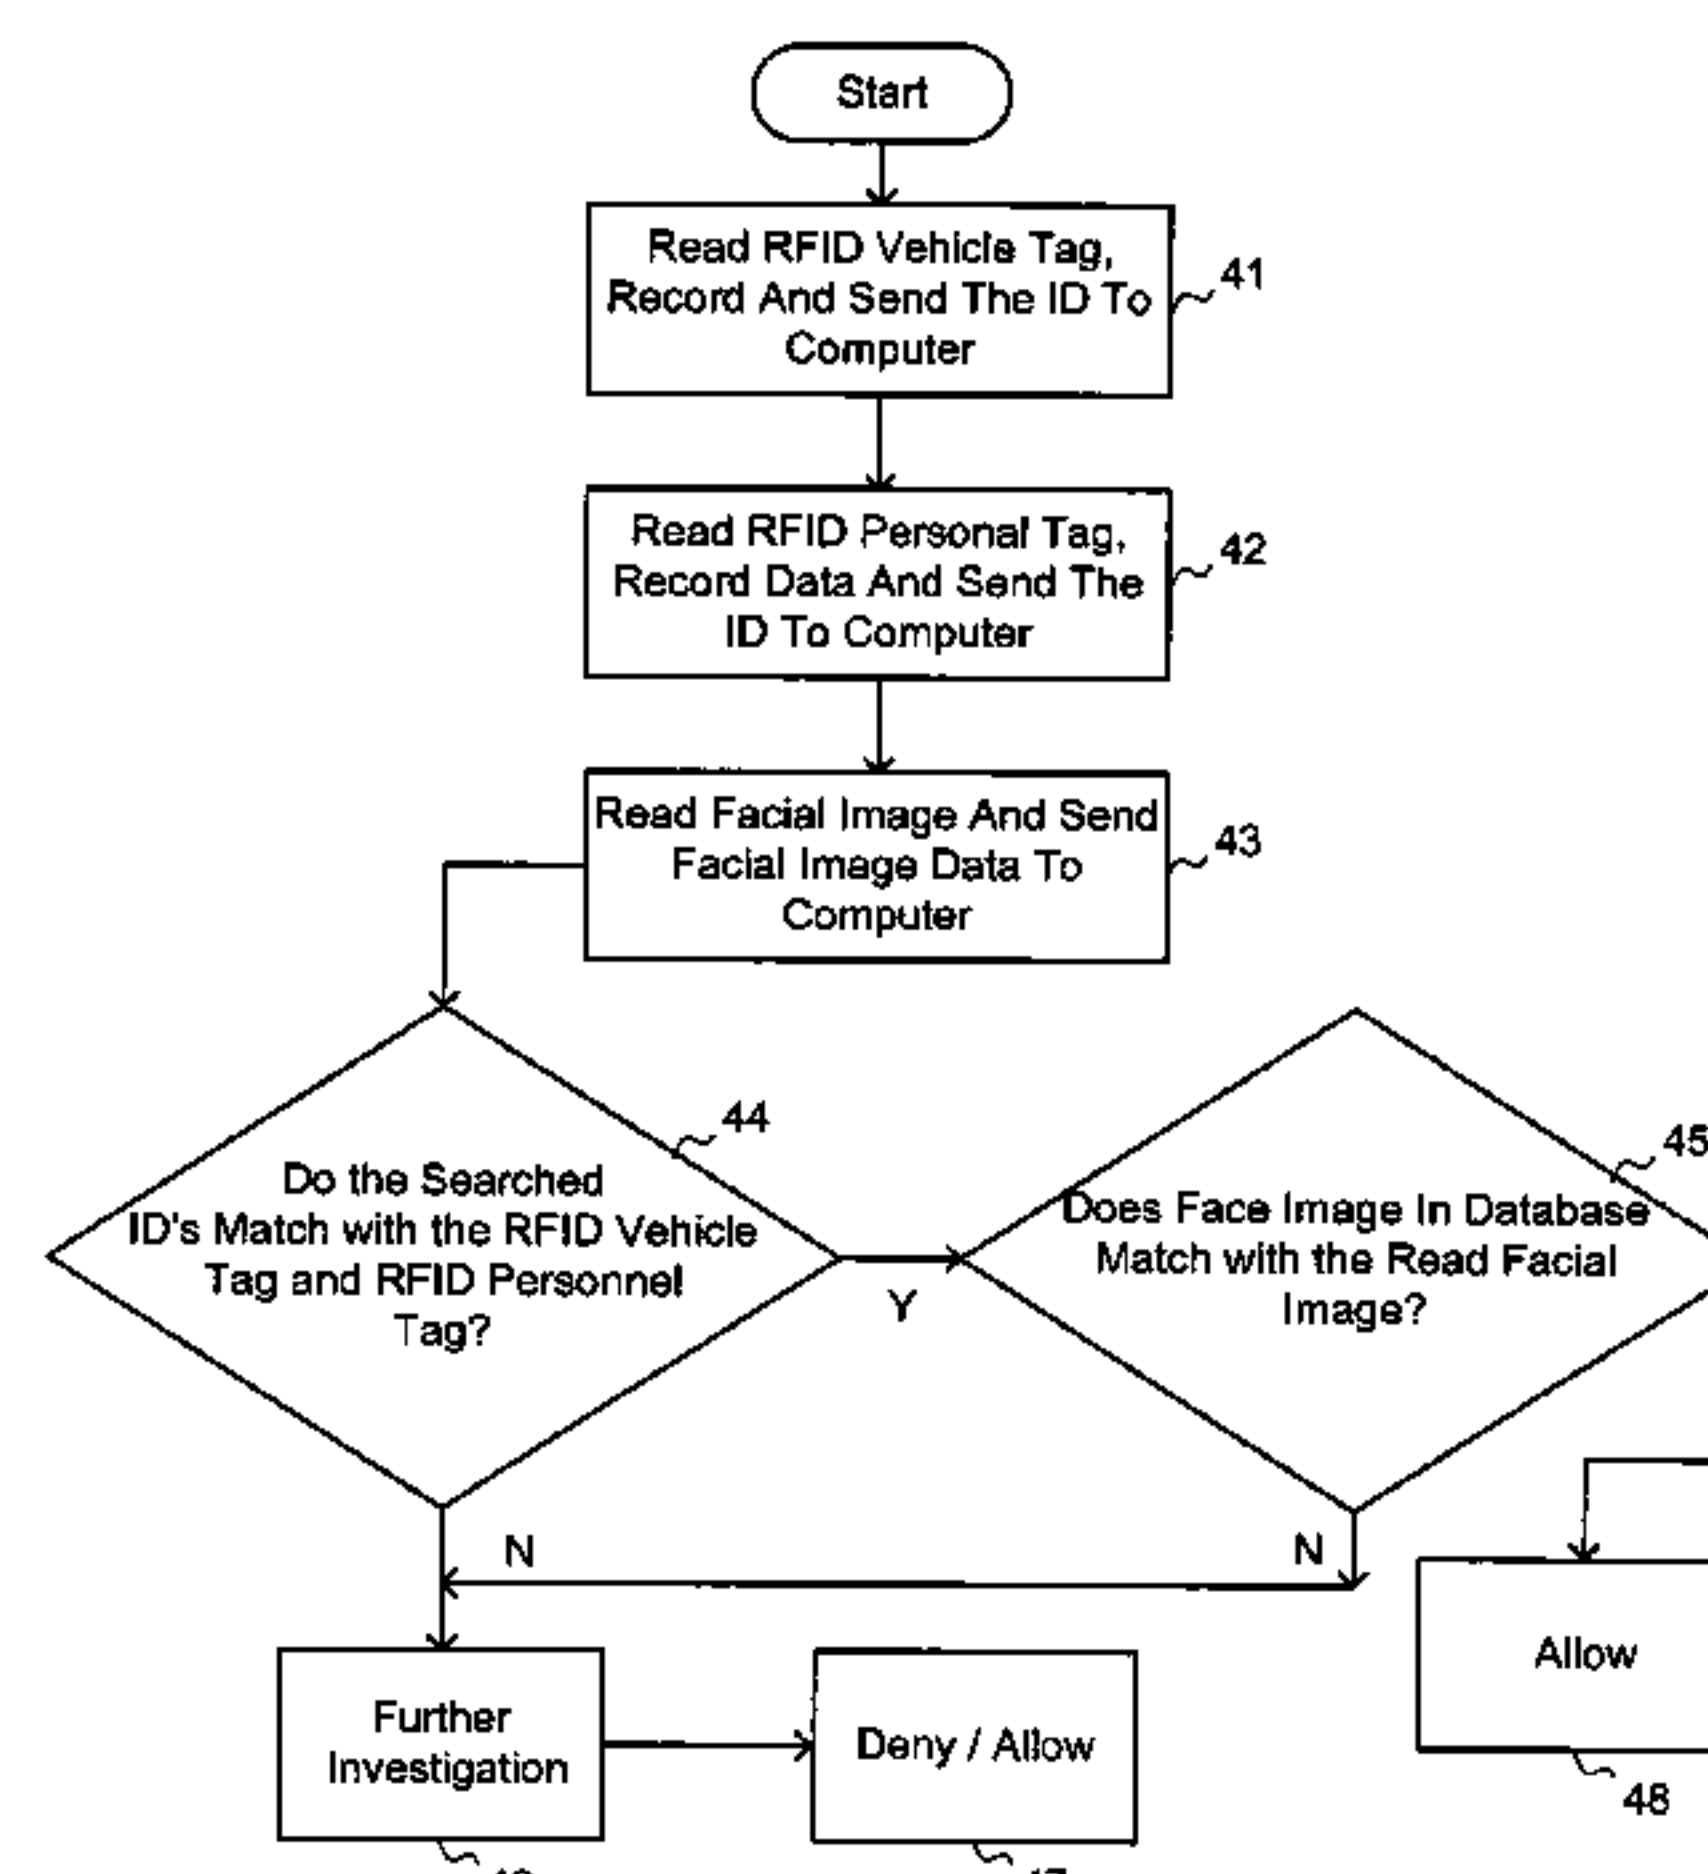 Start
Read RFID Vehicle Tag,
Record And Send The ID To
Computer
41
Read RFID Personal Tag,
Record Data And Send The
ID To Computer
42
Read Facial Image And Send
Facial Image Data To
Computer
43
44
Do the Searched
ID's Match with the RFID Vehicle
Tag and RFID Personnel
Tag?
Y
45
Does Face Image In Database
Match with the Read Facial
Image?
N
N
Further
Investigation
Deny / Allow
Allow
48